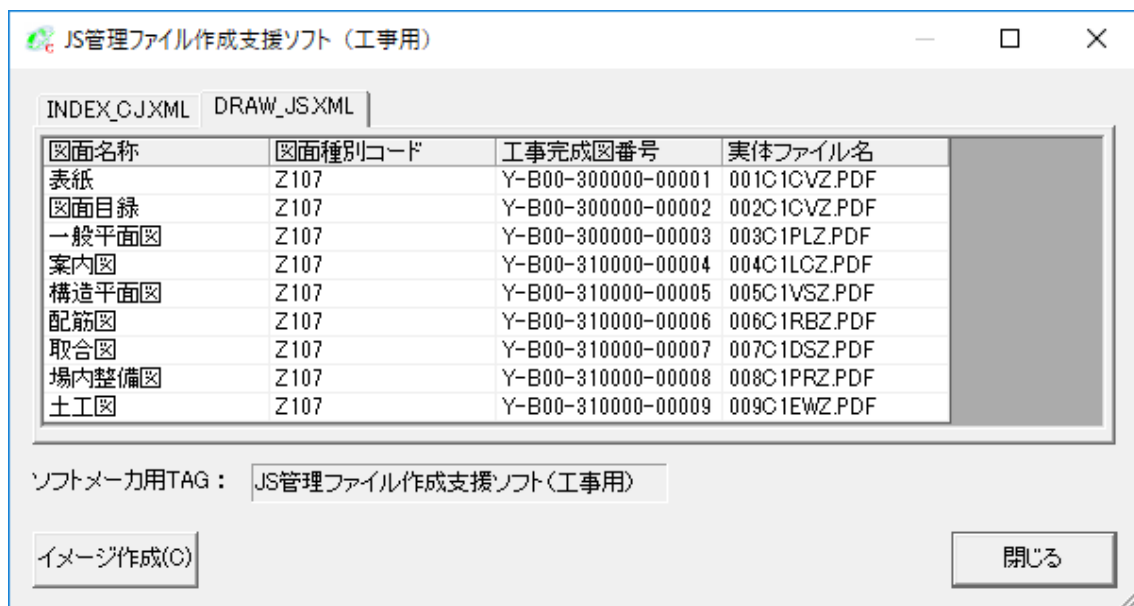 JS管理ファイル作成支援ソフト（工事用）
INDEX_CJ.XML DRAW_JS.XML
図面名称 図面種別コード 工事完成図番号 実体ファイル名
表紙 Z107 Y-B00-300000-00001 001C1CVZ.PDF
図面目録 Z107 Y-B00-300000-00002 002C1CVZ.PDF
一般平面図 Z107 Y-B00-300000-00003 003C1PLZ.PDF
案内図 Z107 Y-B00-310000-00004 004C1LCZ.PDF
構造平面図 Z107 Y-B00-310000-00005 005C1VSZ.PDF
配筋図 Z107 Y-B00-310000-00006 006C1RBZ.PDF
取合図 Z107 Y-B00-310000-00007 007C1DSZ.PDF
場内整備図 Z107 Y-B00-310000-00008 008C1PRZ.PDF
土工図 Z107 Y-B00-310000-00009 009C1EWZ.PDF
ソフトメーカ用TAG： JS管理ファイル作成支援ソフト(工事用)
イメージ作成(C) 閉じる